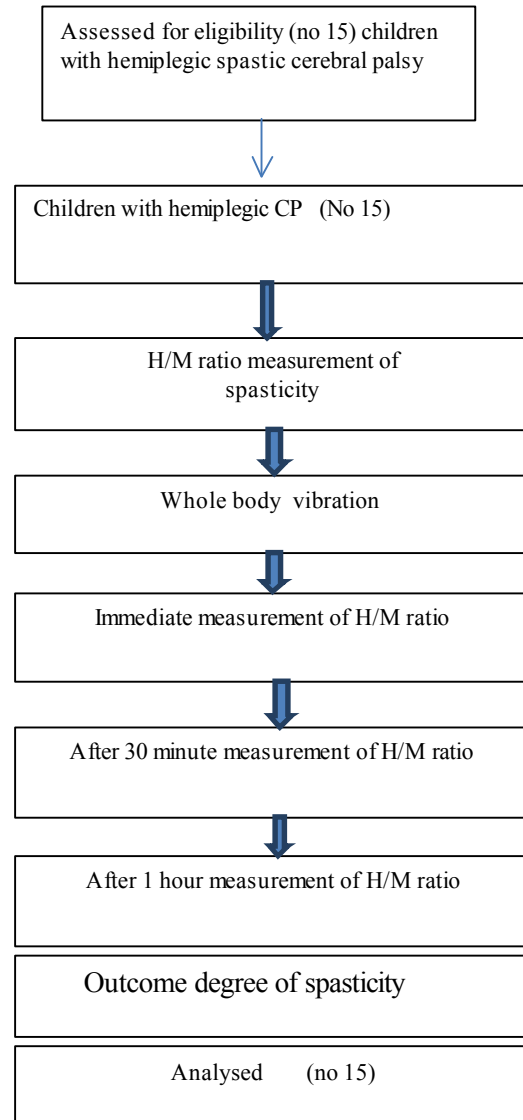 Assessed for eligibility (no 15) children
with hemiplegic spastic cerebral palsy
Children with hemiplegic CP (No 15)
H/M ratio measurement of
spasticity
Whole body vibration
Immediate measurement of H/M ratio
After 30 minute measurement of H/M ratio
After 1 hour measurement of H/M ratio
Outcome degree of spasticity
Analysed (no 15)